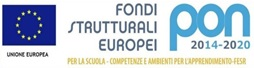 FONDI
STRUTTURALI
EUROPEI
pon
2014-2020
UNIONE EUROPEA
PER LA SCUOLA - COMPETENZE E AMBIENTI PER L'APPRENDIMENTO-FESR